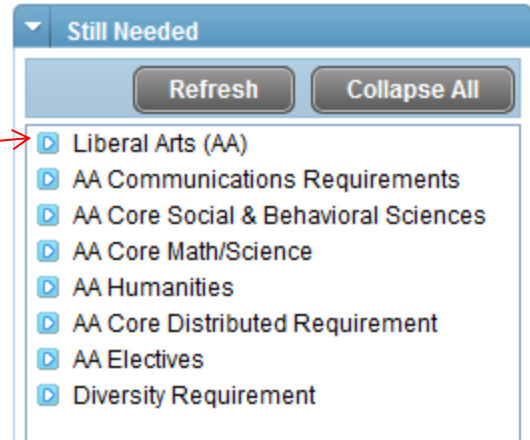 Still Needed
Refresh Collapse All
Liberal Arts (AA)
AA Communications Requirements
AA Core Social & Behavioral Sciences
AA Core Math/Science
AA Humanities
AA Core Distributed Requirement
AA Electives
Diversity Requirement